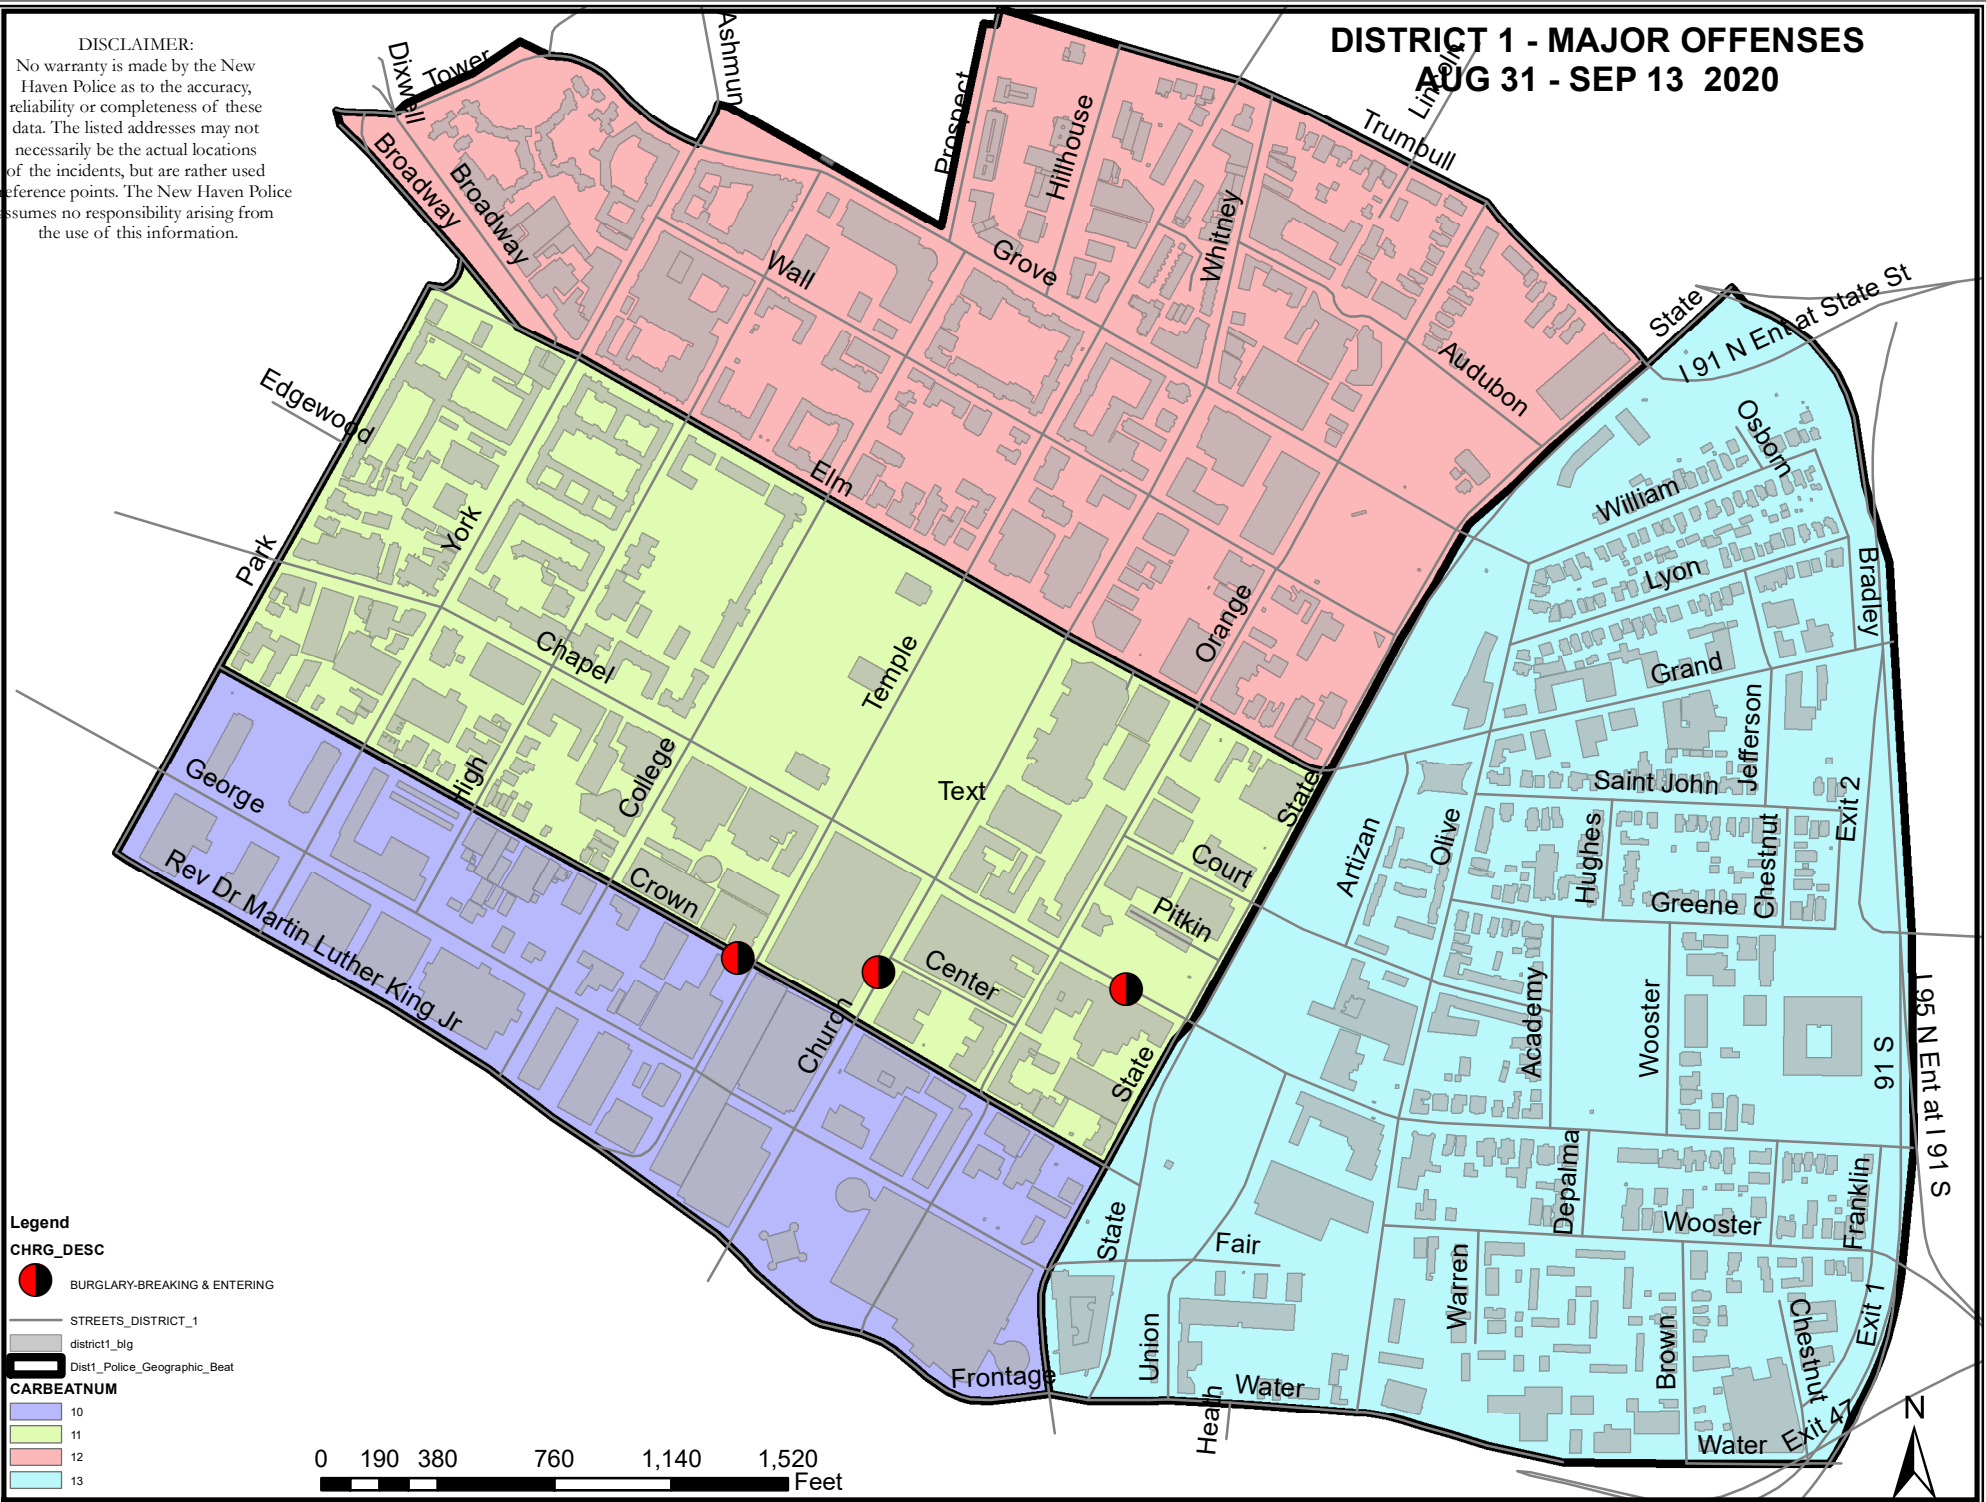 DISTRICT 1 - MAJOR OFFENSES
AUG 31 - SEP 13 2020
DISCLAIMER:
No warranty is made by the New
Haven Police as to the accuracy,
reliability or completeness of these
data. The listed addresses may not
necessarily be the actual locations
of the incidents, but are rather used
eference points. The New Haven Police
ssumes no responsibility arising from
the use of this information.
Dixwell
Tower
Ashmun
Prospect
Hillhouse
Lincoln
Trumbull
Broadway
Broadway
Wall
Grove
Whitney
State
I 91 N Ent at State St
Audubon
Edgewood
Osborn
Elm
William
York
Park
Lyon
Bradley
Orange
Chapel
Temple
Grand
Jefferson
High
College
Text
State
Saint John
George
Exit 2
Artizan
Olive
Hughes
Chestnut
Court
Crown
Greene
Rev Dr Martin Luther King Jr
Pitkin
Center
Church
Academy
Wooster
91 S
I 95 N Ent at I 91 S
State
Depalma
Franklin
Wooster
State
Fair
Warren
Union
Brown
Chestnut
Exit 1
Frontage
Water
Heath
Water
Exit 47
N
Legend
CHRG_DESC
BURGLARY-BREAKING & ENTERING
STREETS_DISTRICT_1
district1_blg
Dist1_Police_Geographic_Beat
CARBEATNUM
10
11
12
13
0 190 380 760 1,140 1,520
Feet